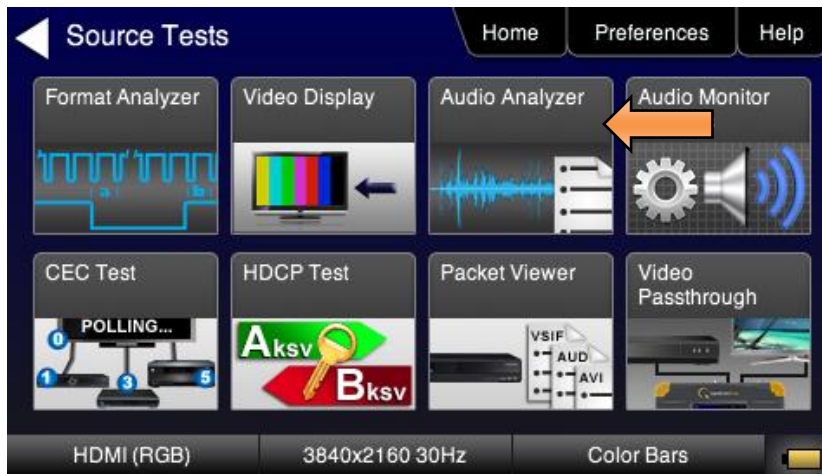 Source Tests
Home
Preferences
Help
Format Analyzer
Video Display
Audio Analyzer
Audio Monitor
a
b
CEC Test
HDCP Test
Packet Viewer
Video
Passthrough
POLLING...
0
1
3
5
Aksv
Bksv
VSIF
AUD
AVI
HDMI (RGB)
3840x2160 30Hz
Color Bars